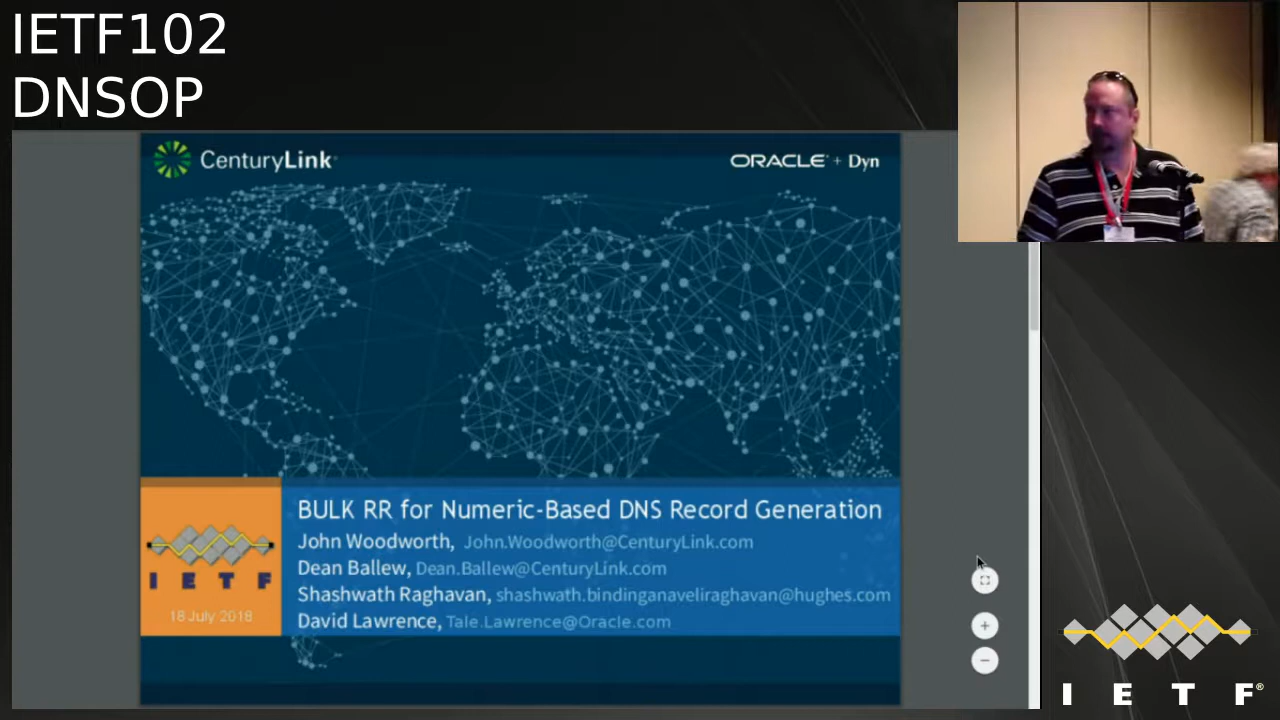 IETF102
DNSOP
CenturyLink
ORACLE + Dyn
BULK RR for Numeric-Based DNS Record Generation
John Woodworth, John.Woodworth@CenturyLink.com
Dean Ballew, Dean.Ballew@CenturyLink.com
Shashwath Raghavan, shashwath.bindinganaveliraghavan@hughes.com
David Lawrence, Tale.Lawrence@Oracle.com
I E T F
18 July 2018
I E T F®